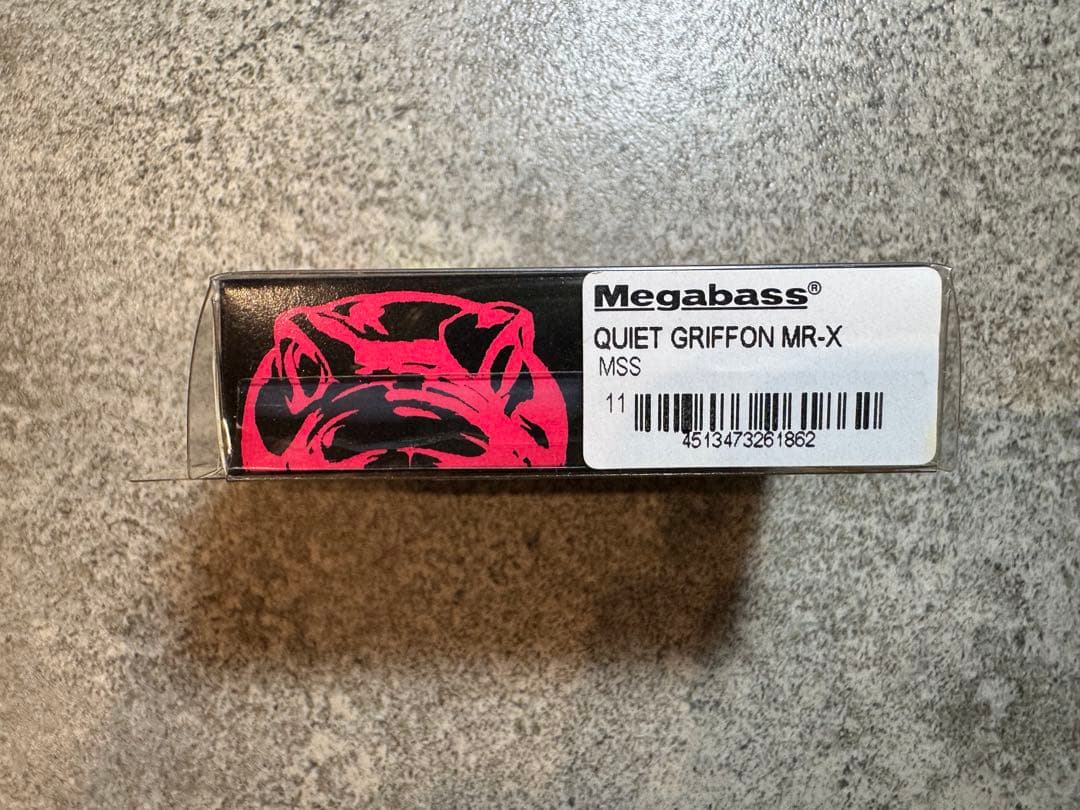 Megabass®
QUIET GRIFFON MR-X
MSS
11
4513473261862